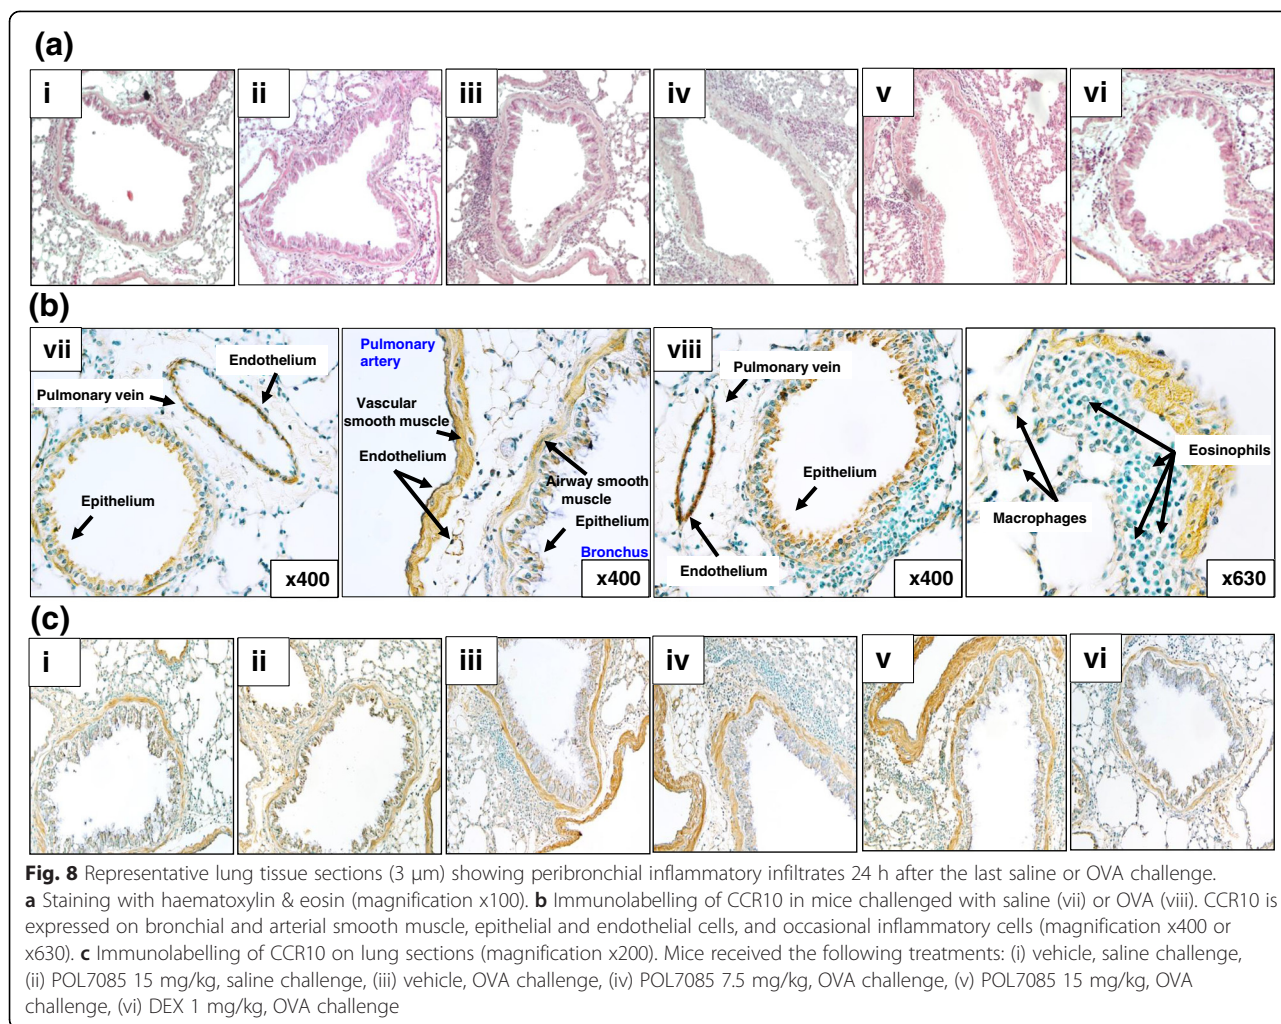 (a)
i
ii
iii
iv
v
vi
(b)
vii
Endothelium
Pulmonary vein
Epithelium
x400
Pulmonary
artery
Vascular
smooth muscle
Endothelium
Airway smooth
muscle
Epithelium
Bronchus
x400
viii
Pulmonary vein
Epithelium
Endothelium
x400
Eosinophils
Macrophages
x630
(c)
i
ii
iii
iv
v
vi
Fig. 8 Representative lung tissue sections (3 μm) showing peribronchial inflammatory infiltrates 24 h after the last saline or OVA challenge.
a Staining with haematoxylin & eosin (magnification x100). b Immunolabelling of CCR10 in mice challenged with saline (vii) or OVA (viii). CCR10 is
expressed on bronchial and arterial smooth muscle, epithelial and endothelial cells, and occasional inflammatory cells (magnification x400 or
x630). c Immunolabelling of CCR10 on lung sections (magnification x200). Mice received the following treatments: (i) vehicle, saline challenge,
(ii) POL7085 15 mg/kg, saline challenge, (iii) vehicle, OVA challenge, (iv) POL7085 7.5 mg/kg, OVA challenge, (v) POL7085 15 mg/kg, OVA
challenge, (vi) DEX 1 mg/kg, OVA challenge